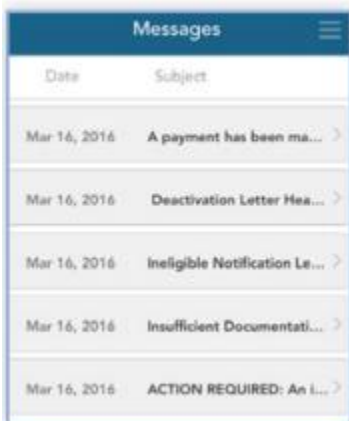 Messages
Date Subject
Mar 16, 2016 A payment has been ma...
Mar 16, 2016 Deactivation Letter Hea...
Mar 16, 2016 Ineligible Notification Le...
Mar 16, 2016 Insufficient Documentati...
Mar 16, 2016 ACTION REQUIRED: An i...